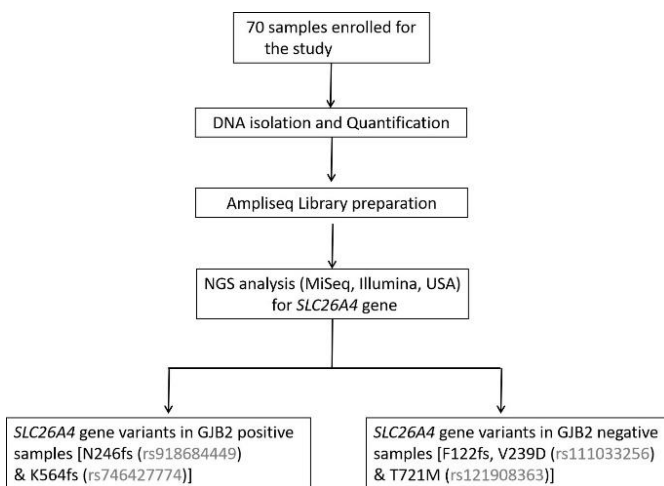 70 samples enrolled for
the study
DNA isolation and Quantification
Ampliseq Library preparation
NGS analysis (MiSeq, Illumina, USA)
for SLC26A4 gene
SLC26A4 gene variants in GJB2 positive
samples [N246fs (rs918684449)
& K564fs (rs746427774)]
SLC26A4 gene variants in GJB2 negative
samples [F122fs, V239D (rs111033256)
& T721M (rs121908363)]